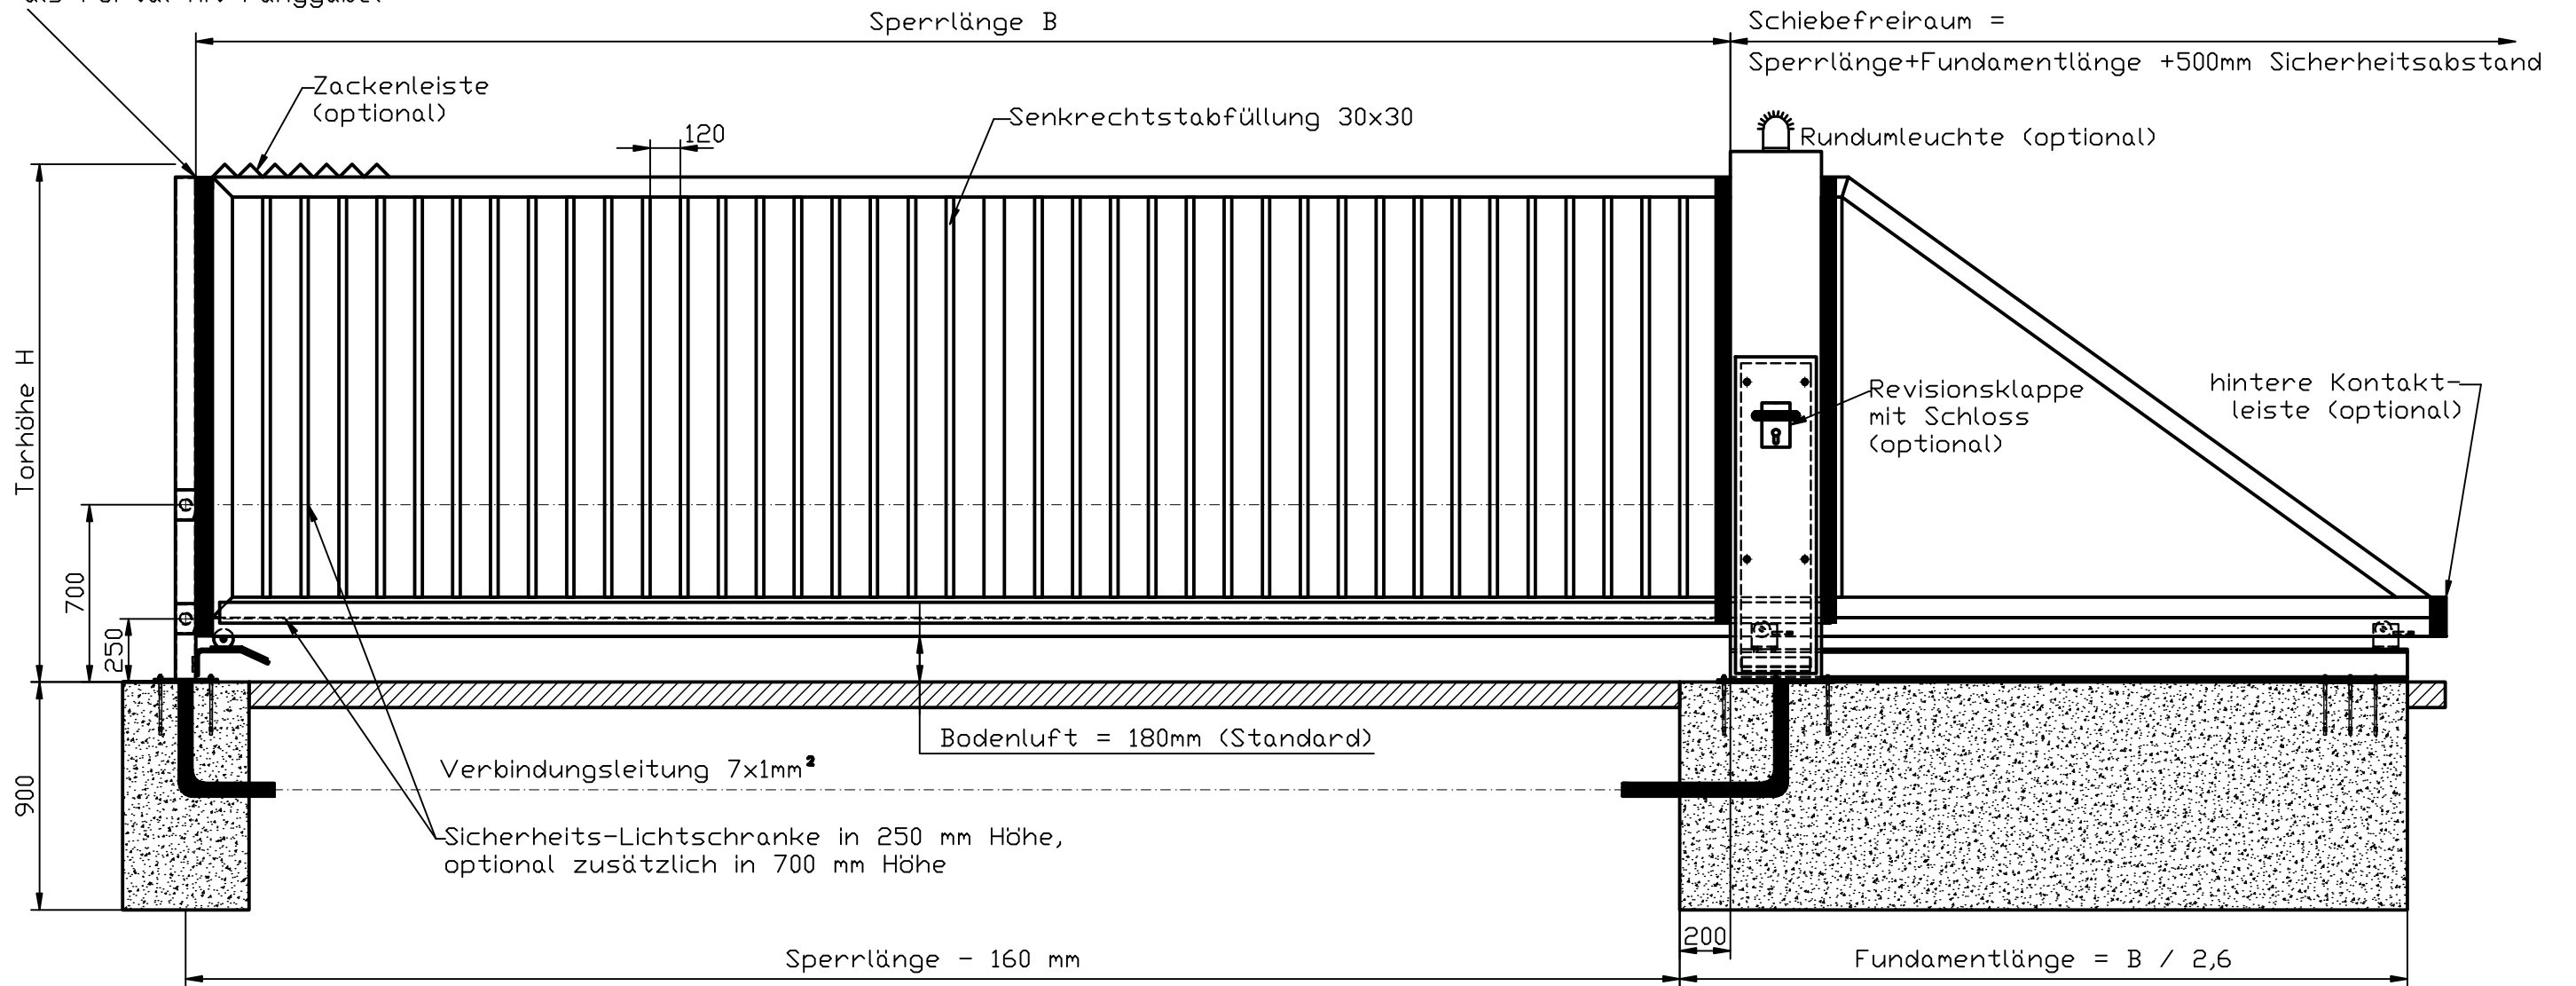 Sperrlänge B
Schiebefreiraum =
Sperrlänge+Fundamentlänge +500mm Sicherheitsabstand
Zackenleiste
(optional)
120
Senkrechtstabfüllung 30x30
Rundumleuchte (optional)
Torhöhe H
Revisionsklappe
mit Schloss
(optional)
hintere Kontakt-
leiste (optional)
700
250
900
Bodenluft = 180mm (Standard)
Verbindungsleitung 7x1mm²
Sicherheits-Lichtschranke in 250 mm Höhe,
optional zusätzlich in 700 mm Höhe
200
Sperrlänge - 160 mm
Fundamentlänge = B / 2,6